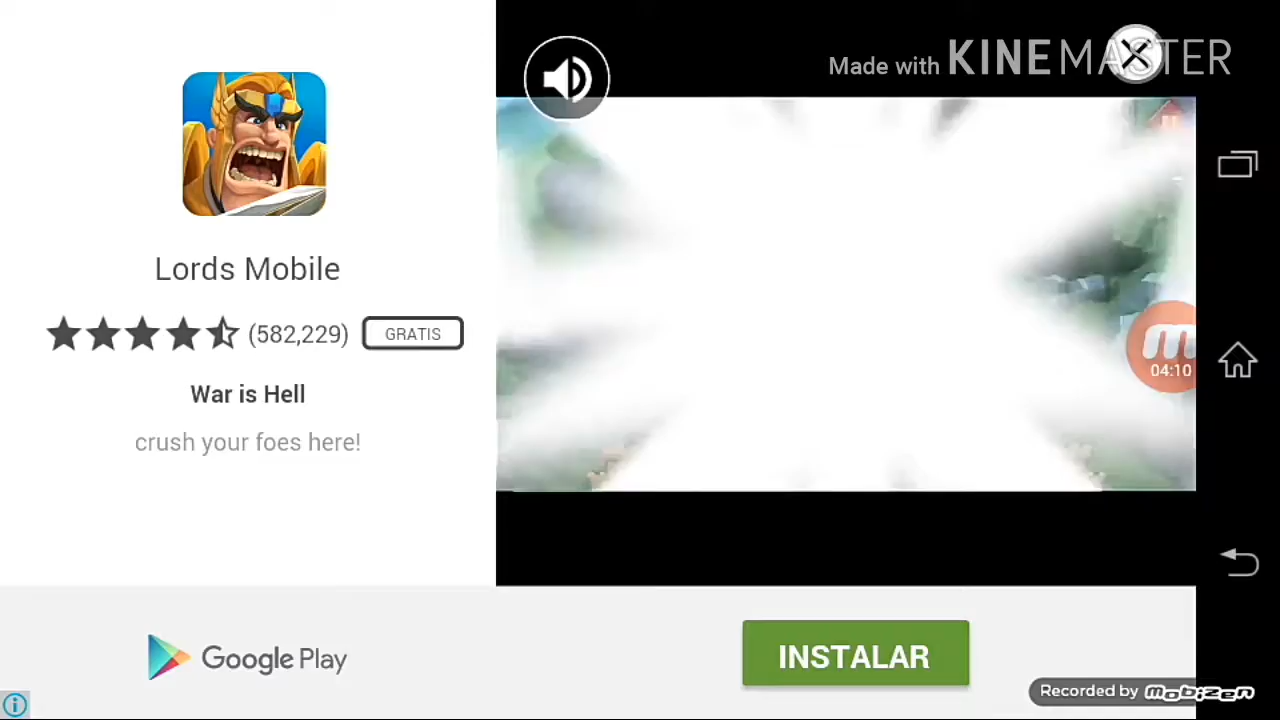 Made with KINEMASTER
Lords Mobile
(582,229) GRATIS
War is Hell
crush your foes here!
04:10
Google Play
INSTALAR
Recorded by mobizen